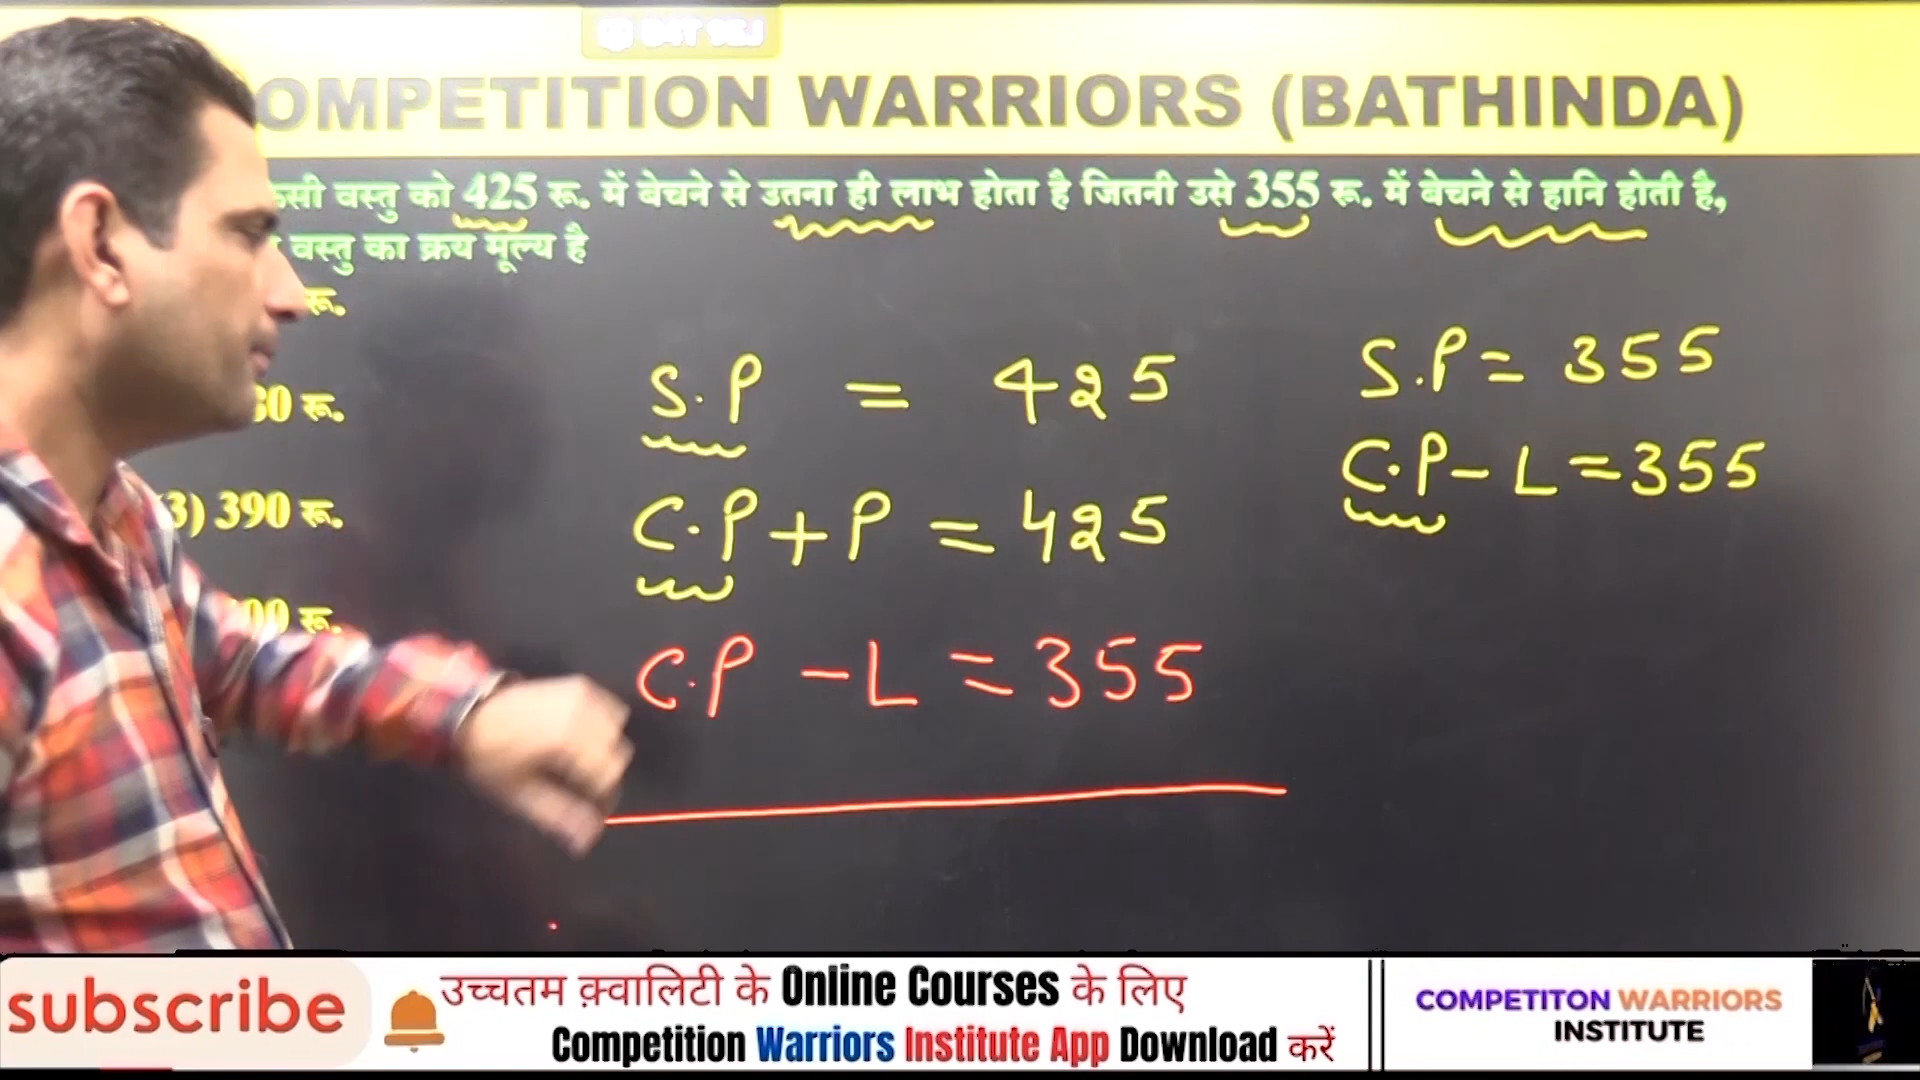 COMPETITION WARRIORS (BATHINDA)
वस्तु को 425 रू. में बेचने से उतना ही लाभ होता है जितनी उसे 355 रू. में बेचने से हानि होती है,
वस्तु का क्रय मूल्य है
रू.
रू.
3) 390 रू.
रू.
S.P = 425
C.P + P = 425
C.P - L = 355
S.P = 355
C.P - L = 355
subscribe
उच्चतम क़्वालिटी के Online Courses के लिए
Competition Warriors Institute App Download करें
COMPETITON WARRIORS
INSTITUTE